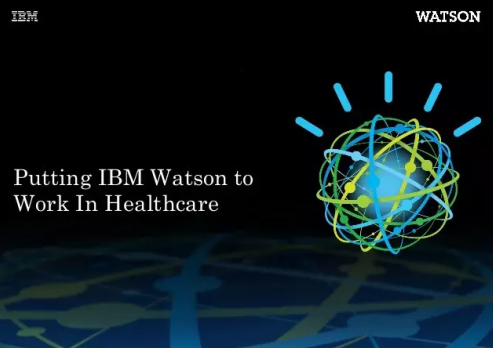 IBM
WATSON
Putting IBM Watson to
Work In Healthcare